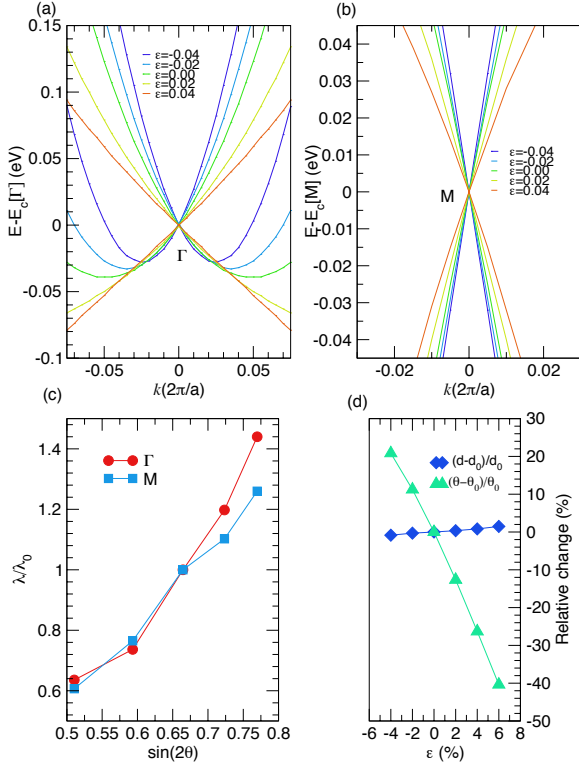 (a)
0.15
0.1
0.05
0
-0.05
-0.1
E-E_c[Γ] (eV)
ε=-0.04
ε=-0.02
ε=0.00
ε=0.02
ε=0.04
Γ
-0.05 0 0.05
k(2π/a)
(b)
0.04
0.03
0.02
0.01
0
-0.01
-0.02
-0.03
-0.04
E-E_c[M] (eV)
ε=-0.04
ε=-0.02
ε=0.00
ε=0.02
ε=0.04
M
-0.02 0 0.02
k(2π/a)
(c)
1.4
1.2
1
0.8
0.6
λ/λ_0
Γ
M
0.5 0.55 0.6 0.65 0.7 0.75 0.8
sin(2θ)
(d)
30
20
10
0
-10
-20
-30
-40
-50
Relative change (%)
(d-d_0)/d_0
(θ−θ_0)/θ_0
-6 -4 -2 0 2 4 6 8
ε (%)